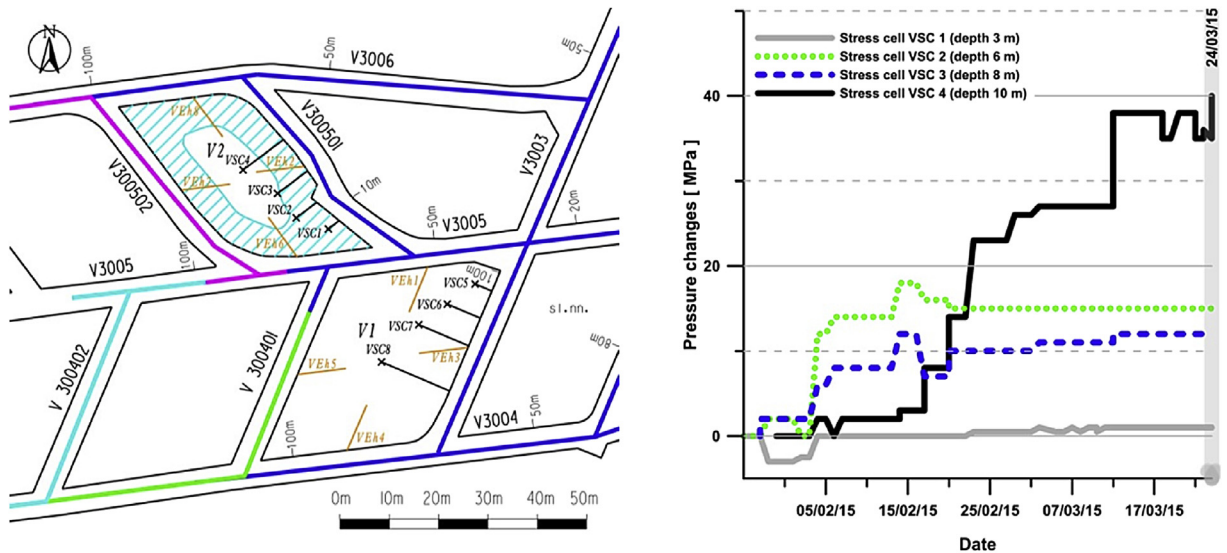 V3006
50m
50m
100m
VEh8
V300501
V3003
V2
VSC4
VEh2
V300502
VEh7
VSC3
10m
VSC2
50m
V3005
20m
VSC1
VEh6
V3005
100m
100m
VSC5
VEh1
VSC6
sl.nn.
V1
VSC7
VSC8
VEh3
80m
V 300402
V 300401
VEh5
V3004
50m
VEh4
100m
0m 10m 20m 30m 40m 50m
Stress cell VSC 1 (depth 3 m)
Stress cell VSC 2 (depth 6 m)
Stress cell VSC 3 (depth 8 m)
Stress cell VSC 4 (depth 10 m)
24/03/15
Pressure changes [ MPa ]
40
20
0
05/02/15 15/02/15 25/02/15 07/03/15 17/03/15
Date